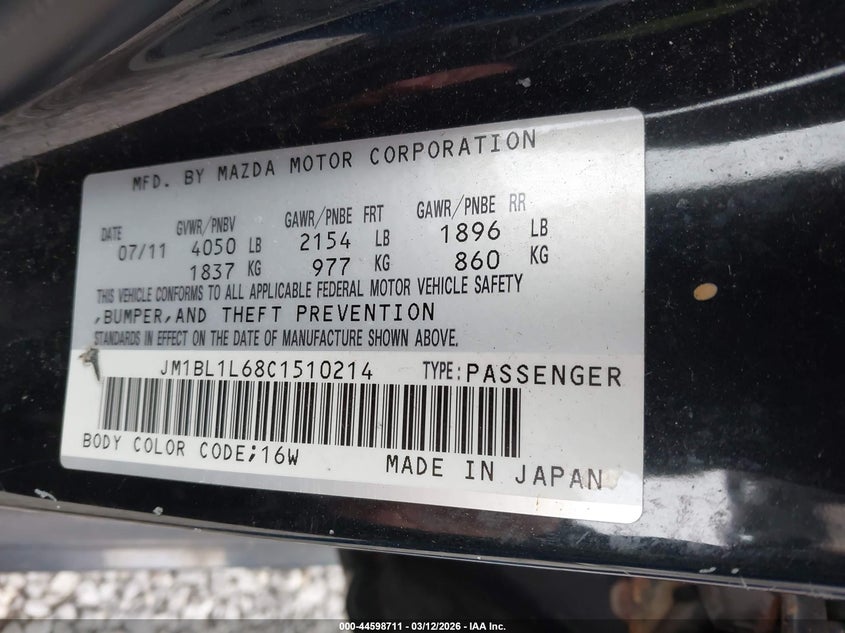 MFD. BY MAZDA MOTOR CORPORATION
DATE GVWR/PNBV GAWR/PNBE FRT GAWR/PNBE RR
07/11 4050 LB 2154 LB 1896 LB
1837 KG 977 KG 860 KG
THIS VEHICLE CONFORMS TO ALL APPLICABLE FEDERAL MOTOR VEHICLE SAFETY
,BUMPER,AND THEFT PREVENTION
STANDARDS IN EFFECT ON THE DATE OF MANUFACTURE SHOWN ABOVE.
JM1BL1L68C1510214 TYPE:PASSENGER
BODY COLOR CODE;16W
MADE IN JAPAN
000-44598711 - 03/12/2026 - IAA Inc.